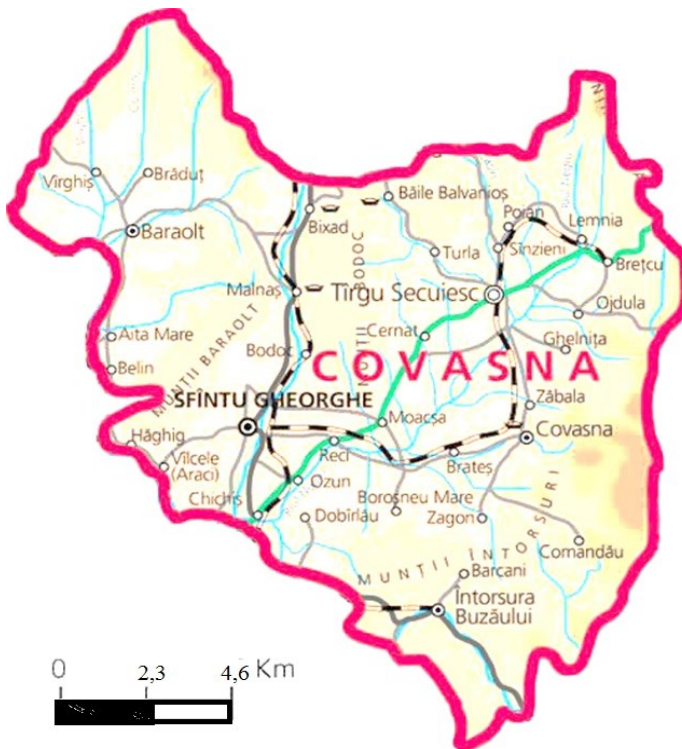 Vîrghiș
Brăduț
Baraolt
Bixad
Băile Balvanioș
Poian
Lemnia
Sînzieni
Turla
Brețcu
Malnaș
Tîrgu Secuiesc
Ojdula
BODOC
MUNȚII
Aita Mare
Cernat
Ghelnița
Belin
MUNȚII BARAOLT
Bodoc
COVASNA
SFÎNTU GHEORGHE
Zăbala
Moacșa
Covasna
Hăghig
Vîlcele
(Araci)
Reci
Brateș
Chichiș
Ozun
Boroșneu Mare
Dobîrlău
Zagon
MUNȚII ÎNTORSURI
Comandău
Barcani
Întorsura
Buzăului
0 2,3 4,6 Km